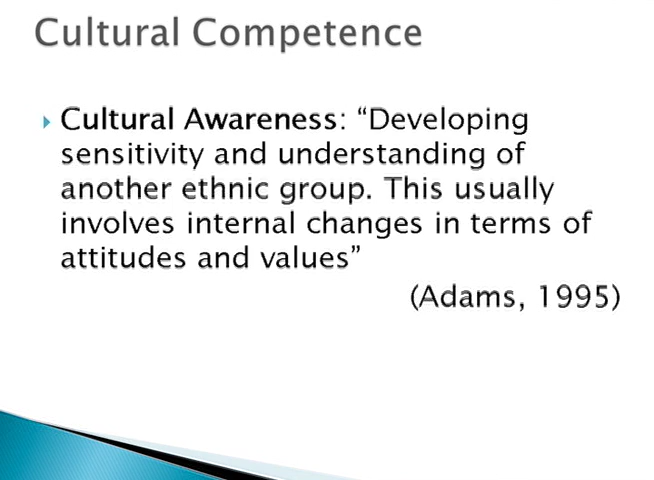 Cultural Competence
Cultural Awareness: “Developing
sensitivity and understanding of
another ethnic group. This usually
involves internal changes in terms of
attitudes and values”
(Adams, 1995)